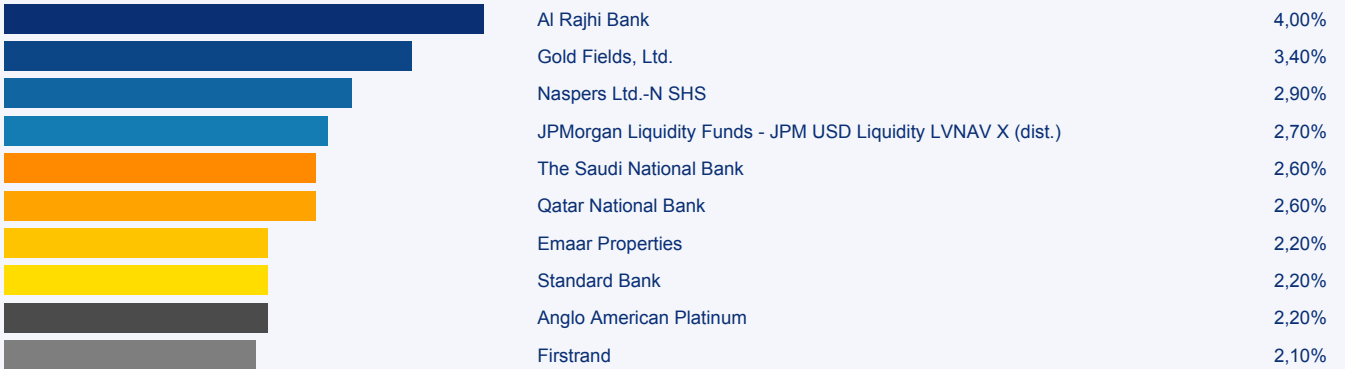 Al Rajhi Bank 4,00%
Gold Fields, Ltd. 3,40%
Naspers Ltd.-N SHS 2,90%
JPMorgan Liquidity Funds - JPM USD Liquidity LVNAV X (dist.) 2,70%
The Saudi National Bank 2,60%
Qatar National Bank 2,60%
Emaar Properties 2,20%
Standard Bank 2,20%
Anglo American Platinum 2,20%
Firstrand 2,10%